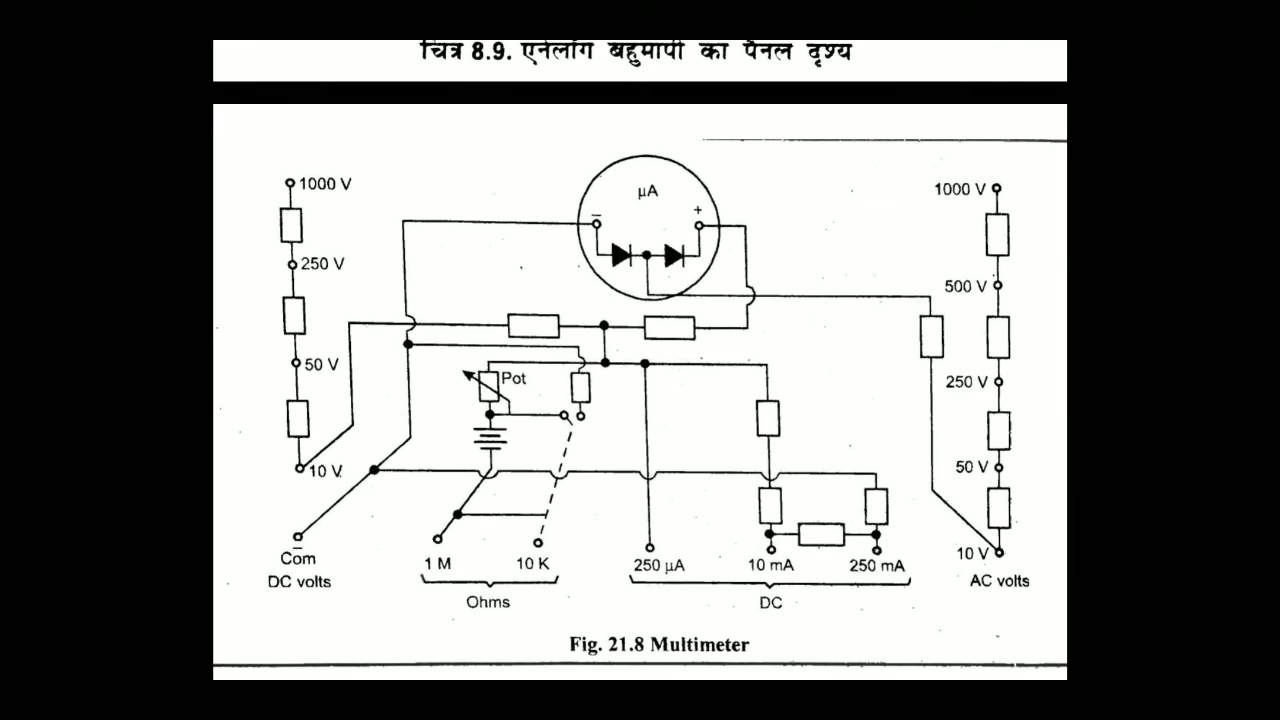 चित्र 8.9. एनेलॉग बहुमापी का पैनल दृश्य
μA
− +
1000 V
250 V
50 V
10 V
Com
−
DC volts
Pot
1 M
10 K
Ohms
250 μA
10 mA
250 mA
DC
1000 V
500 V
250 V
50 V
10 V
AC volts
Fig. 21.8 Multimeter